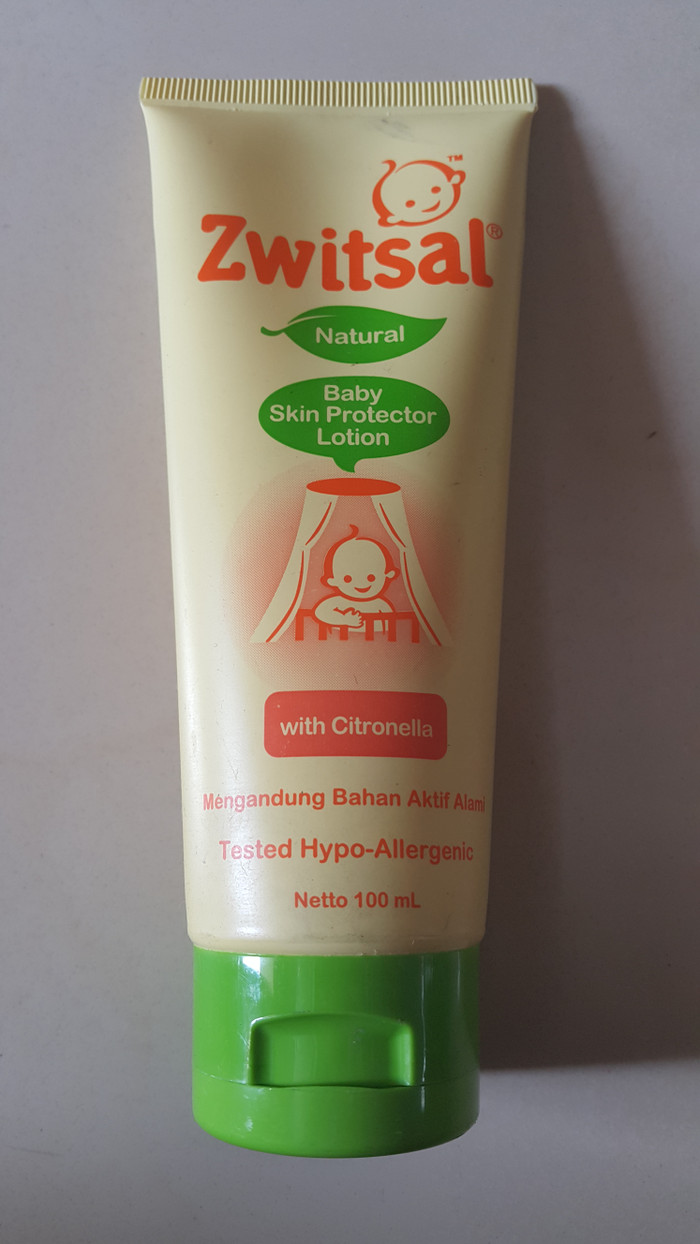 Zwitsal®
™
Natural
Baby
Skin Protector
Lotion
with Citronella
Mengandung Bahan Aktif Alami
Tested Hypo-Allergenic
Netto 100 mL